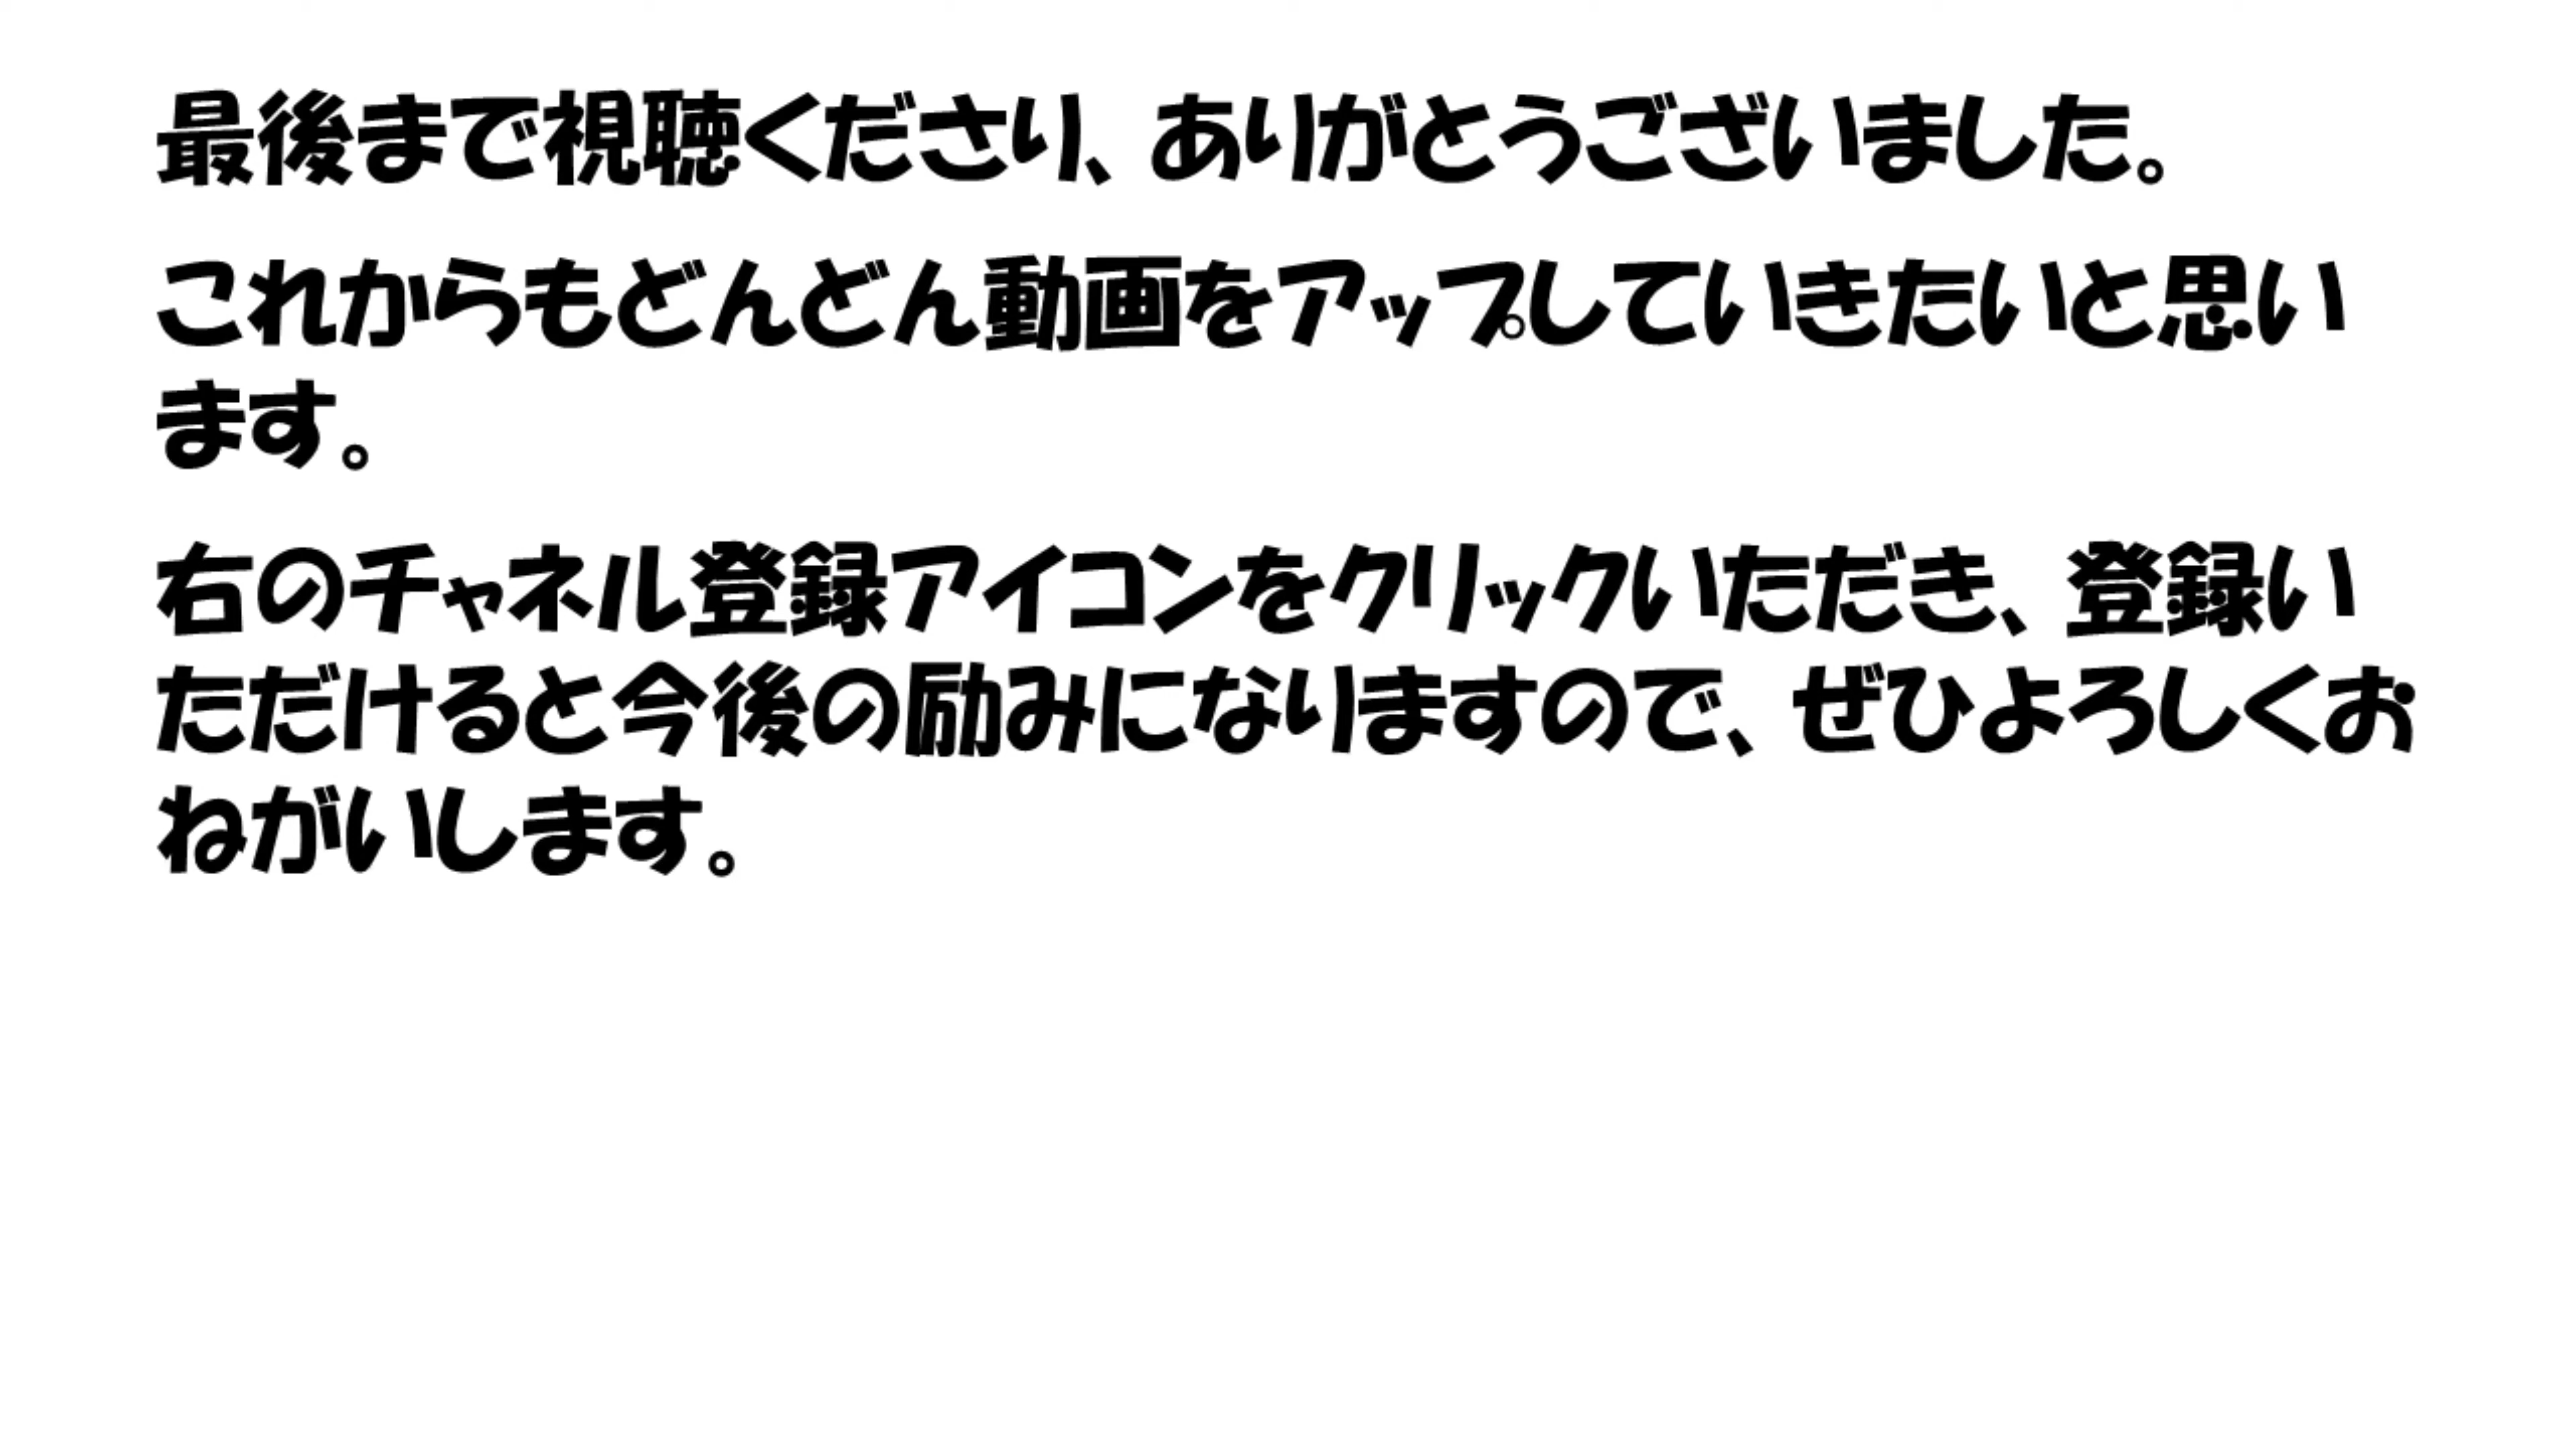 最後まで視聴くださり、ありがとうございました。
これからもどんどん動画をアップしていきたいと思い
ます。
右のチャネル登録アイコンをクリックいただき、登録い
ただけると今後の励みになりますので、ぜひよろしくお
ねがいします。